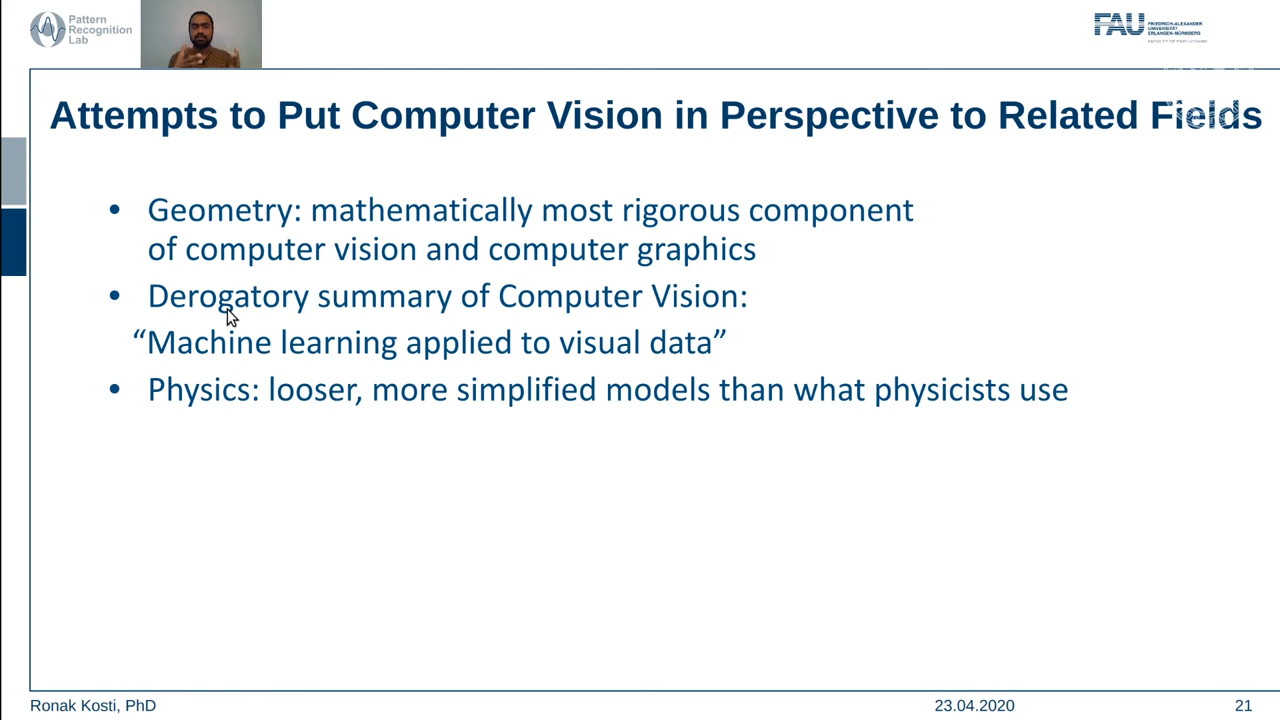 Pattern
Recognition
Lab
FAU
FRIEDRICH-ALEXANDER
UNIVERSITÄT
ERLANGEN-NÜRNBERG
Attempts to Put Computer Vision in Perspective to Related Fields
• Geometry: mathematically most rigorous component
of computer vision and computer graphics
• Derogatory summary of Computer Vision:
“Machine learning applied to visual data”
• Physics: looser, more simplified models than what physicists use
Ronak Kosti, PhD
23.04.2020
21